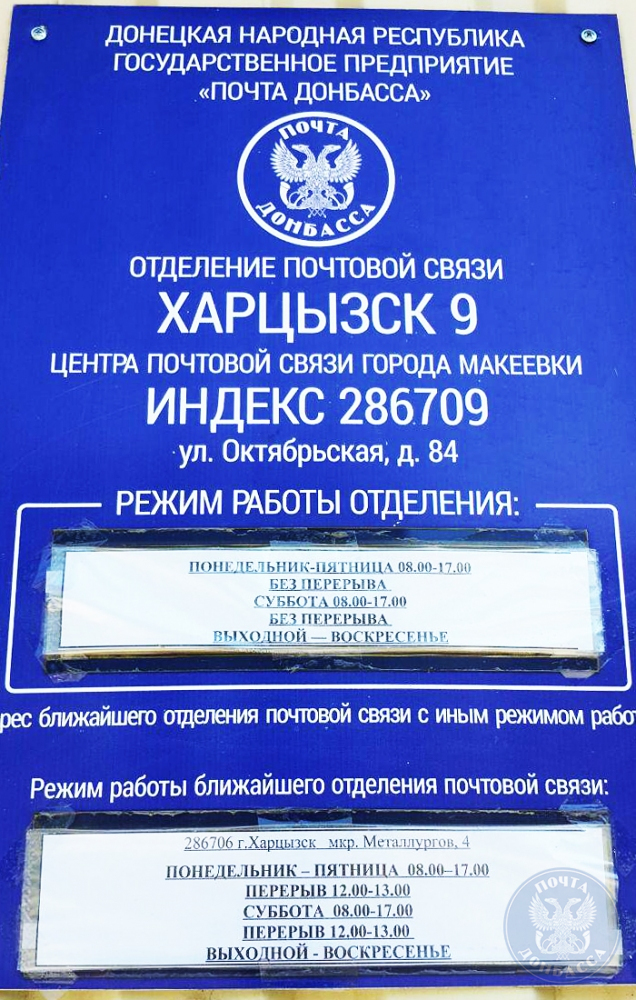 ДОНЕЦКАЯ НАРОДНАЯ РЕСПУБЛИКА
ГОСУДАРСТВЕННОЕ ПРЕДПРИЯТИЕ
«ПОЧТА ДОНБАССА»
ПОЧТА
ДОНБАССА
ОТДЕЛЕНИЕ ПОЧТОВОЙ СВЯЗИ
ХАРЦЫЗСК 9
ЦЕНТРА ПОЧТОВОЙ СВЯЗИ ГОРОДА МАКЕЕВКИ
ИНДЕКС 286709
ул. Октябрьская, д. 84
РЕЖИМ РАБОТЫ ОТДЕЛЕНИЯ:
ПОНЕДЕЛЬНИК-ПЯТНИЦА 08.00-17.00
БЕЗ ПЕРЕРЫВА
СУББОТА 08.00-17.00
БЕЗ ПЕРЕРЫВА
ВЫХОДНОЙ — ВОСКРЕСЕНЬЕ
рес ближайшего отделения почтовой связи с иным режимом работ
Режим работы ближайшего отделения почтовой связи:
286706 г.Харцызск мкр. Металлургов, 4
ПОНЕДЕЛЬНИК – ПЯТНИЦА 08.00–17.00
ПЕРЕРЫВ 12.00-13.00
СУББОТА 08.00-17.00
ПЕРЕРЫВ 12.00-13.00
ВЫХОДНОЙ - ВОСКРЕСЕНЬЕ
ПОЧТА
ДОНБАССА